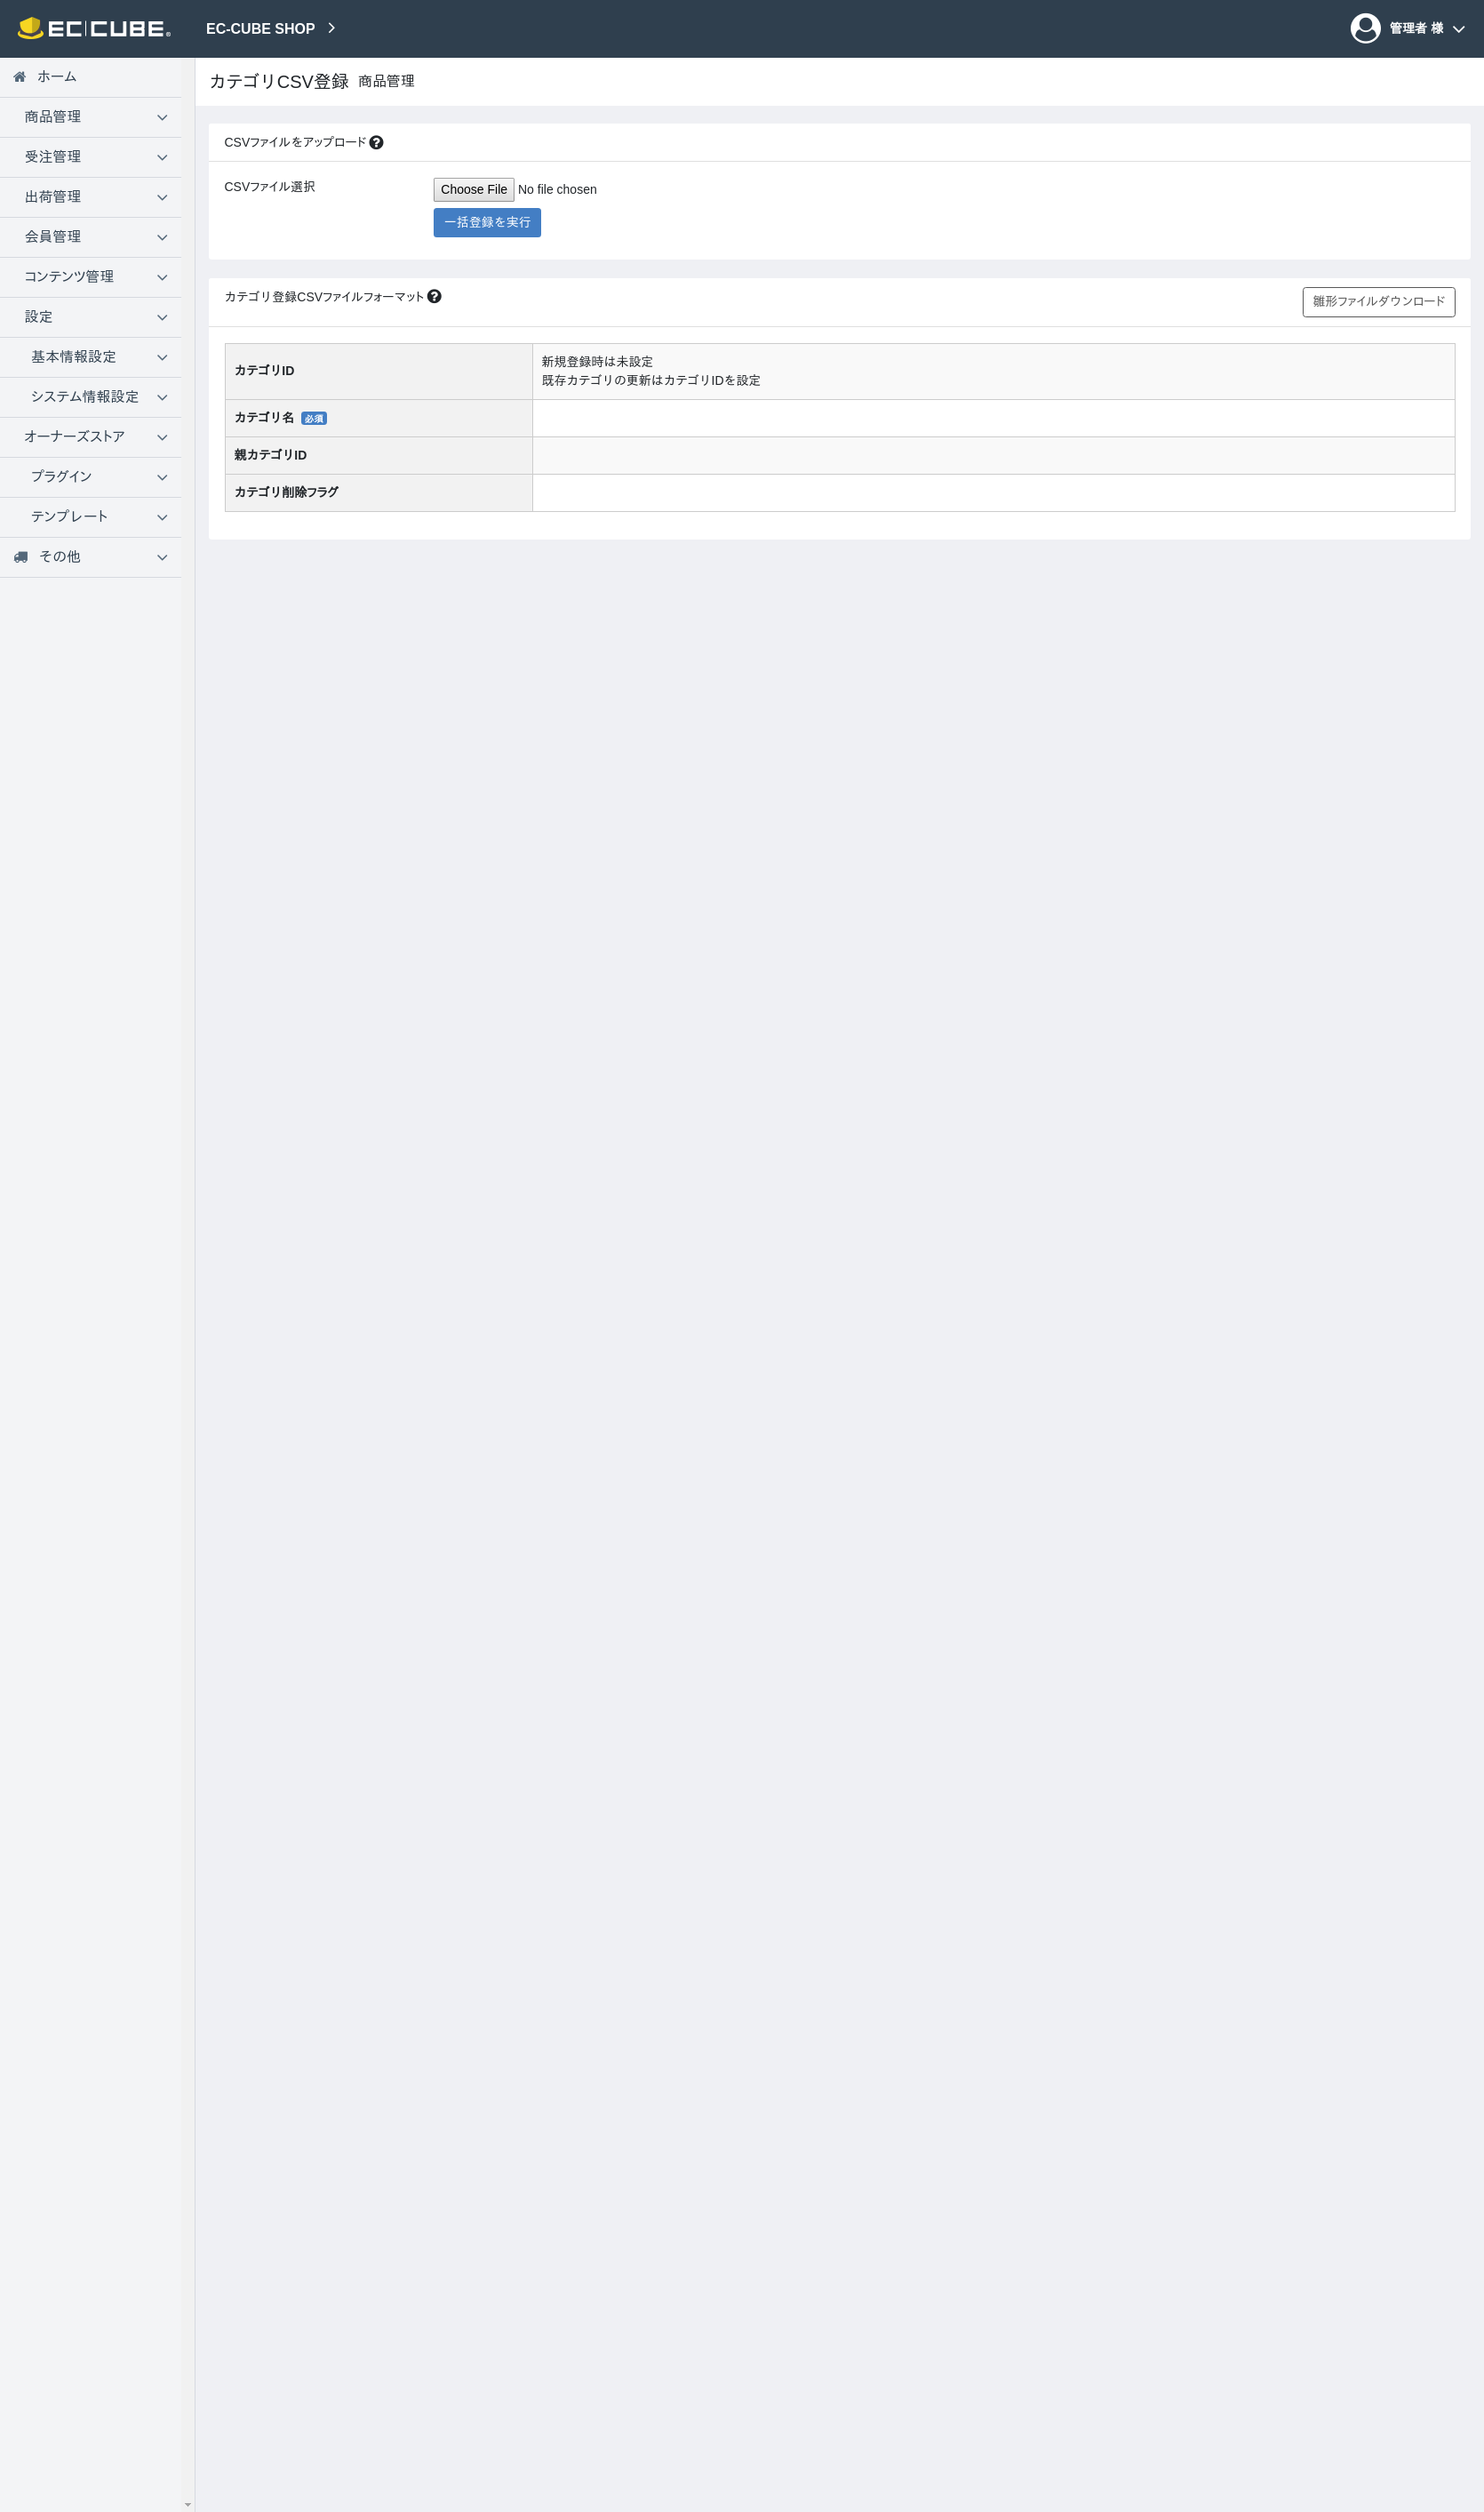 EC CUBE®
EC-CUBE SHOP
管理者 様
ホーム
商品管理
受注管理
出荷管理
会員管理
コンテンツ管理
設定
基本情報設定
システム情報設定
オーナーズストア
プラグイン
テンプレート
その他
カテゴリCSV登録 商品管理
CSVファイルをアップロード
CSVファイル選択
Choose File No file chosen
一括登録を実行
カテゴリ登録CSVファイルフォーマット
雛形ファイルダウンロード
カテゴリID
新規登録時は未設定
既存カテゴリの更新はカテゴリIDを設定
カテゴリ名 必須
親カテゴリID
カテゴリ削除フラグ